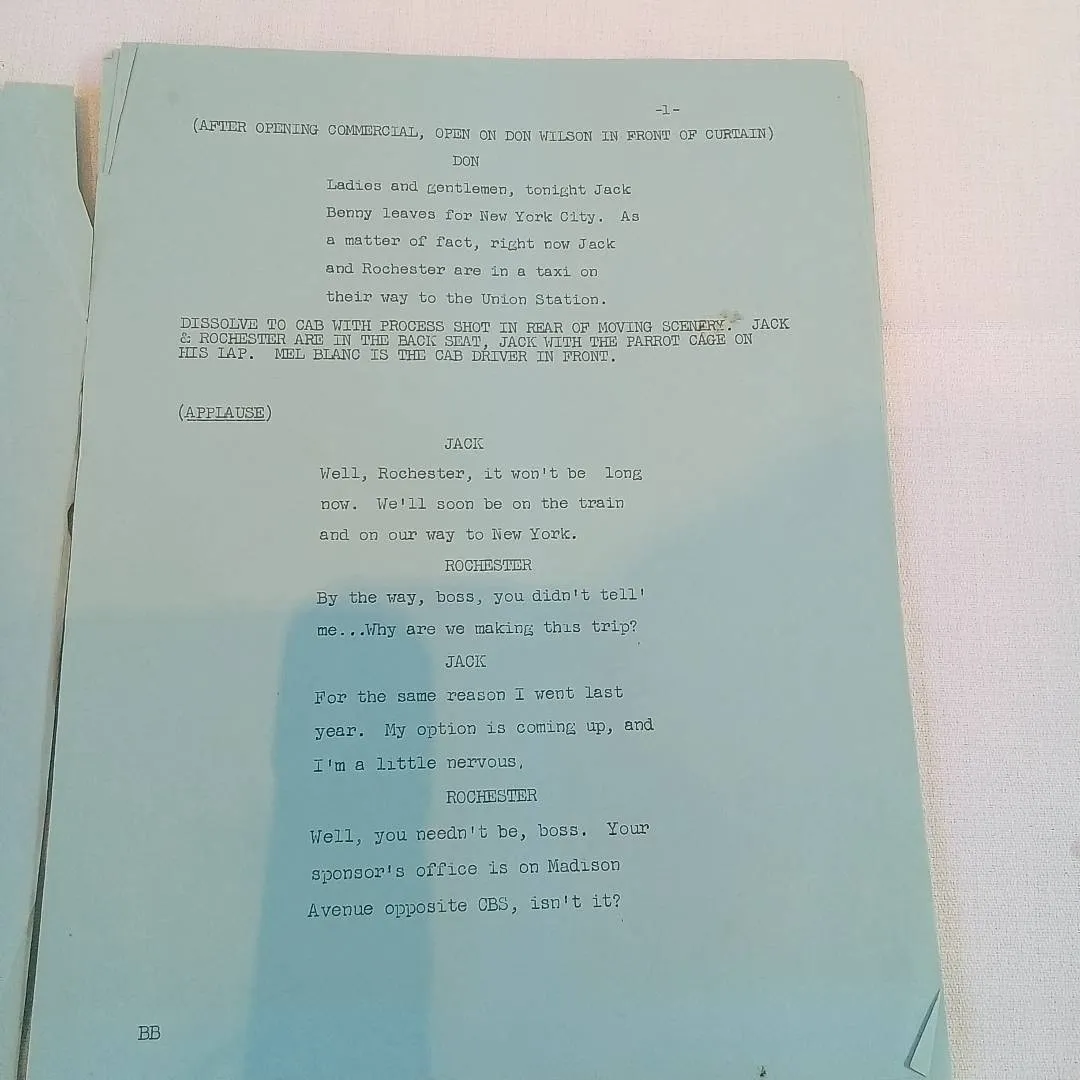 -1-
(AFTER OPENING COMMERCIAL, OPEN ON DON WILSON IN FRONT OF CURTAIN)
DON
Ladies and gentlemen, tonight Jack
Benny leaves for New York City. As
a matter of fact, right now Jack
and Rochester are in a taxi on
their way to the Union Station.
DISSOLVE TO CAB WITH PROCESS SHOT IN REAR OF MOVING SCENERY. JACK
& ROCHESTER ARE IN THE BACK SEAT, JACK WITH THE PARROT CAGE ON
HIS LAP. MEL BLANC IS THE CAB DRIVER IN FRONT.
(APPLAUSE)
JACK
Well, Rochester, it won't be long
now. We'll soon be on the train
and on our way to New York.
ROCHESTER
By the way, boss, you didn't tell'
me...Why are we making this trip?
JACK
For the same reason I went last
year. My option is coming up, and
I'm a little nervous,
ROCHESTER
Well, you needn't be, boss. Your
sponsor's office is on Madison
Avenue opposite CBS, isn't it?
BB